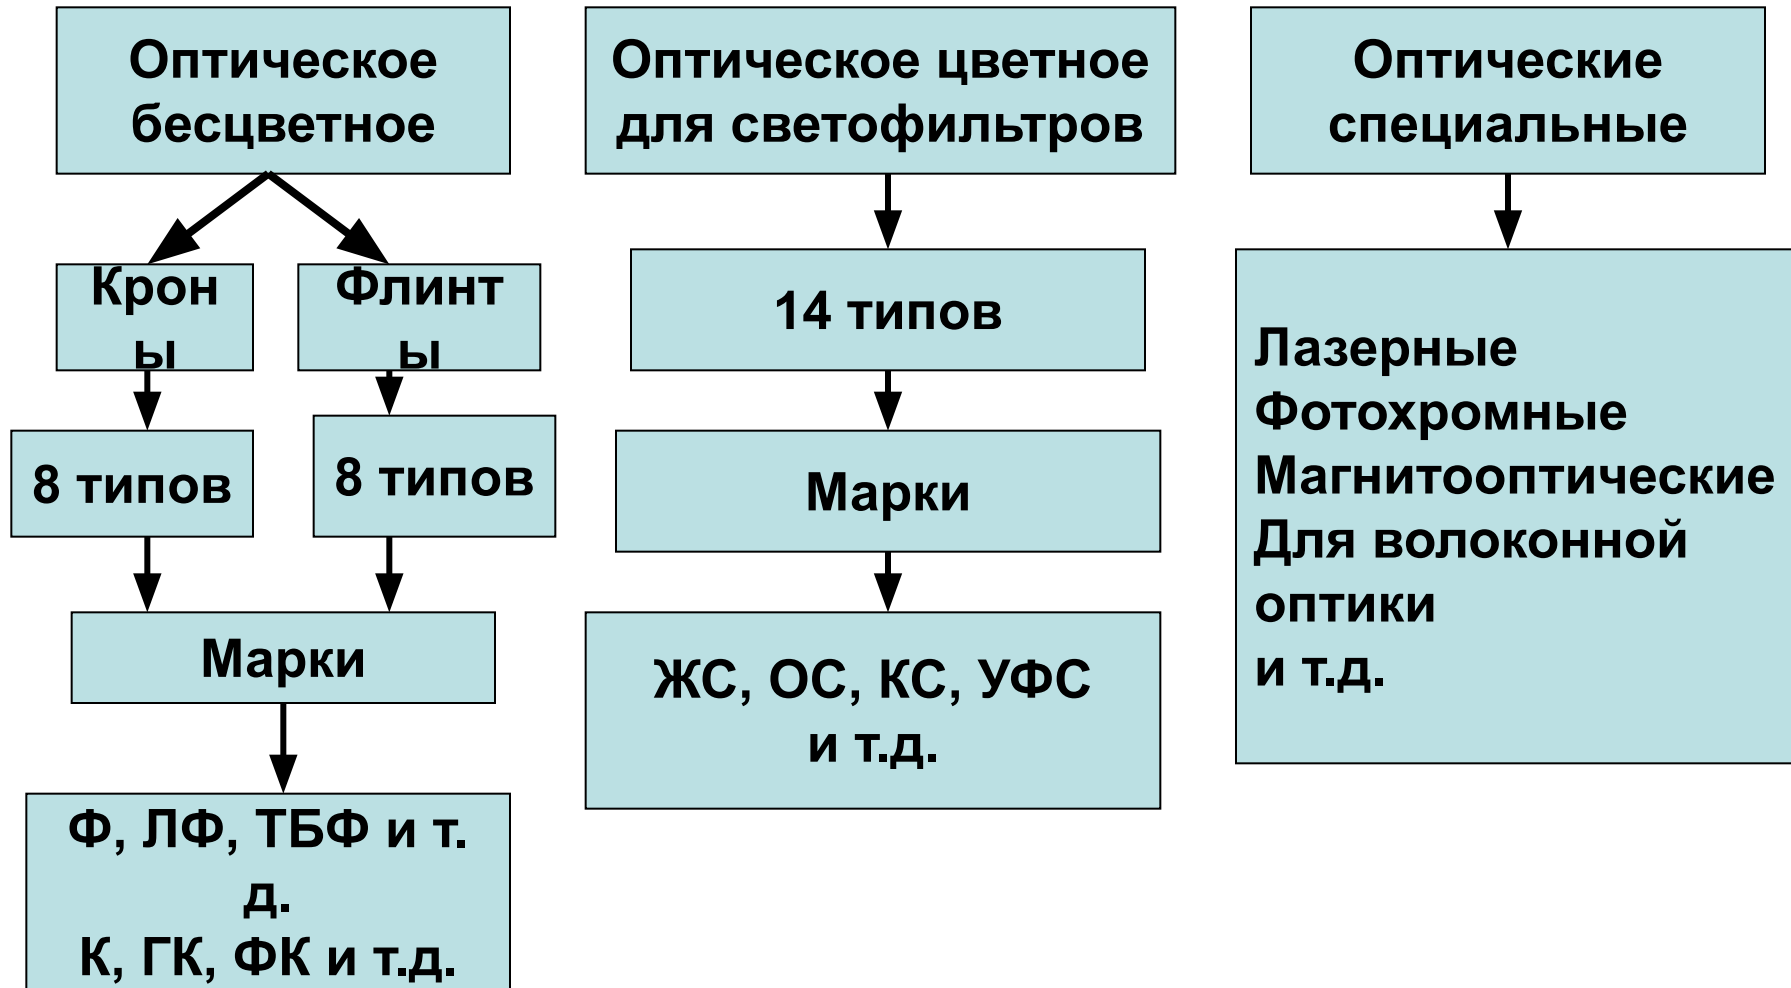 Оптическое
бесцветное
Крон
ы
Флинт
ы
8 типов
8 типов
Марки
Ф, ЛФ, ТБФ и т.
д.
К, ГК, ФК и т.д.
Оптическое цветное
для светофильтров
14 типов
Марки
ЖС, ОС, КС, УФС
и т.д.
Оптические
специальные
Лазерные
Фотохромные
Магнитооптические
Для волоконной
оптики
и т.д.